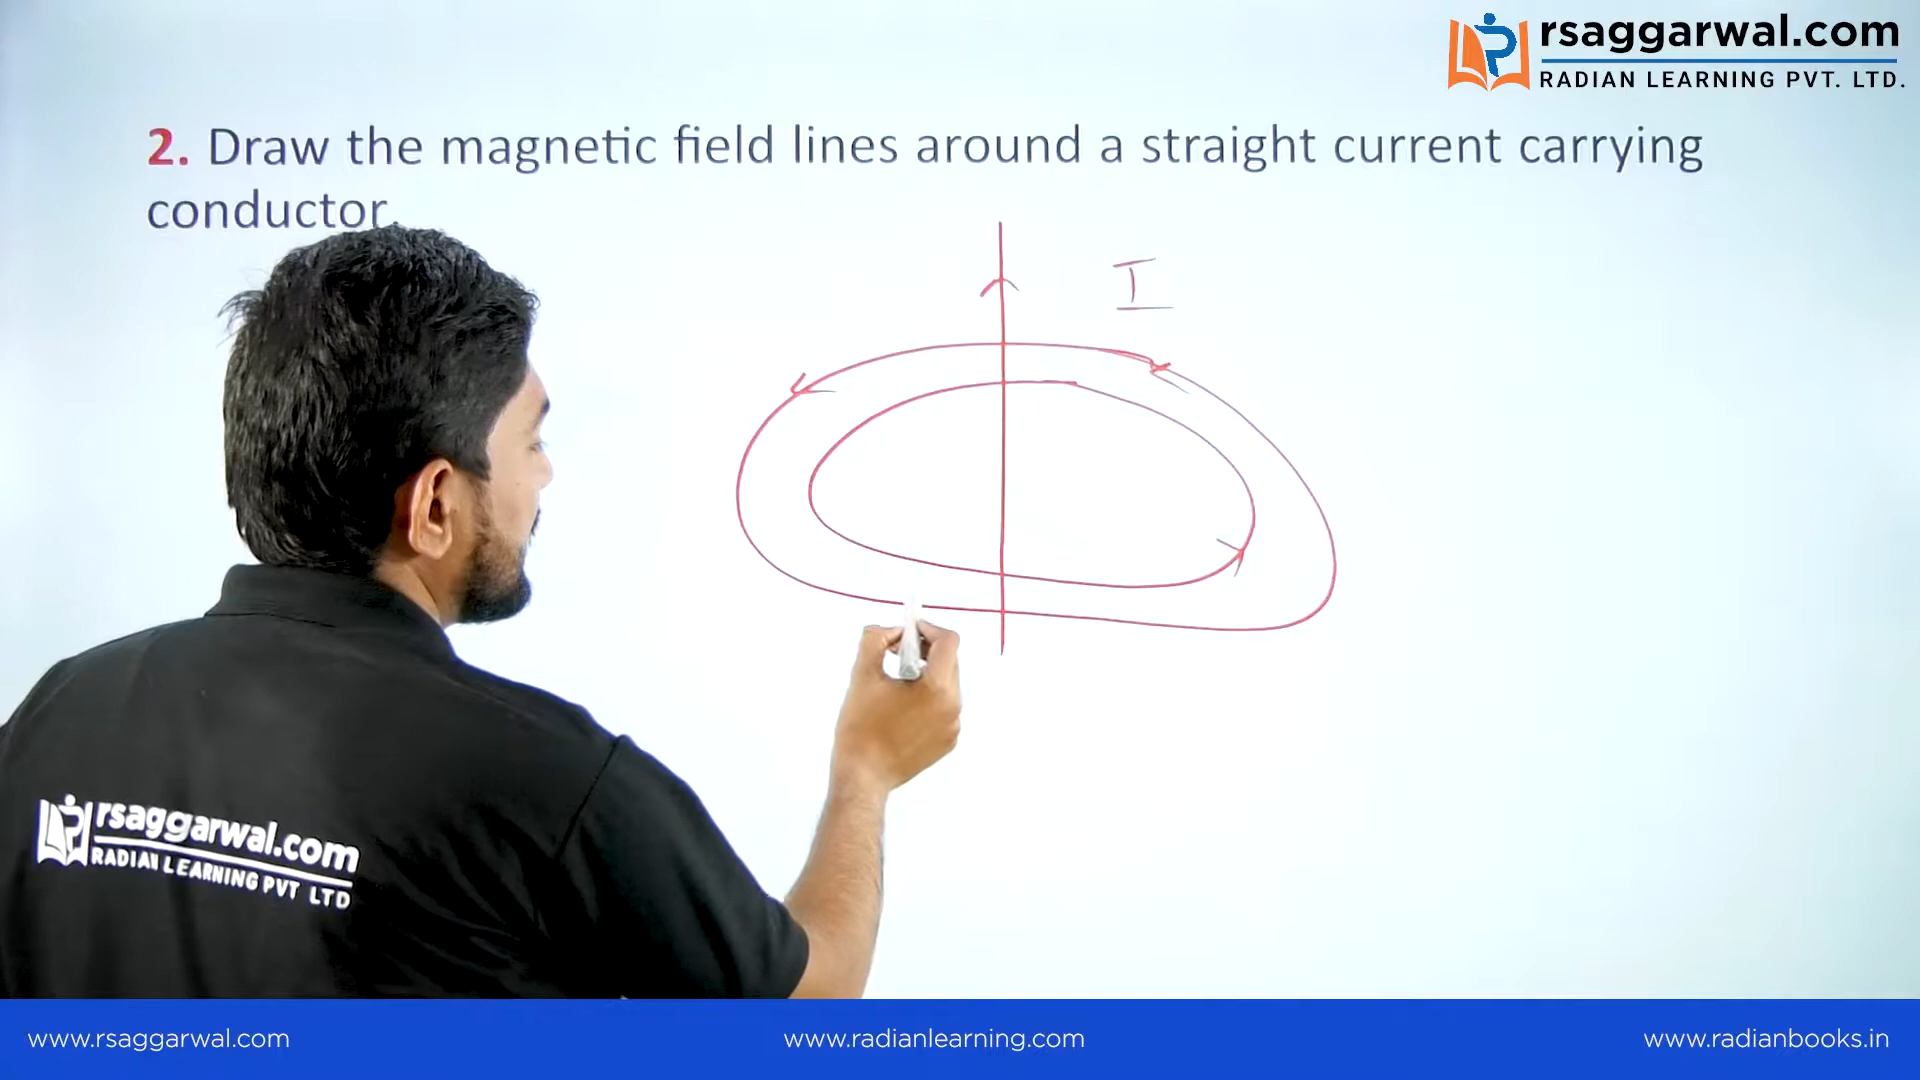 rsaggarwal.com
RADIAN LEARNING PVT. LTD.
2. Draw the magnetic field lines around a straight current carrying
conductor.
I
rsaggarwal.com
RADIAN LEARNING PVT LTD
www.rsaggarwal.com
www.radianlearning.com
www.radianbooks.in